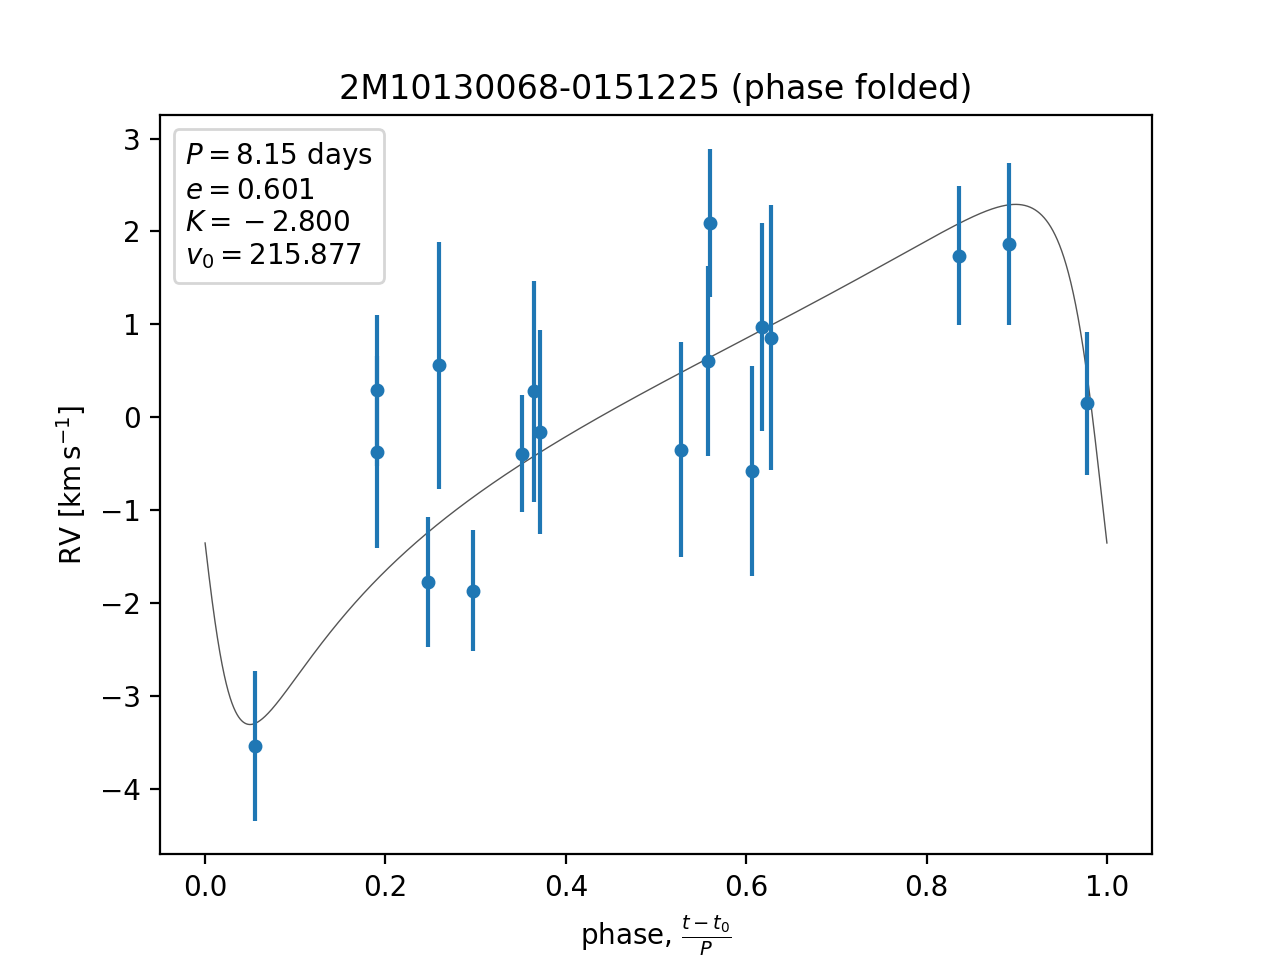 2M10130068-0151225 (phase folded)
P = 8.15 days
e = 0.601
K = −2.800
v₀ = 215.877
3
2
1
0
−1
−2
−3
−4
RV [km s⁻¹]
0.0 0.2 0.4 0.6 0.8 1.0
phase, (t − t₀)/P